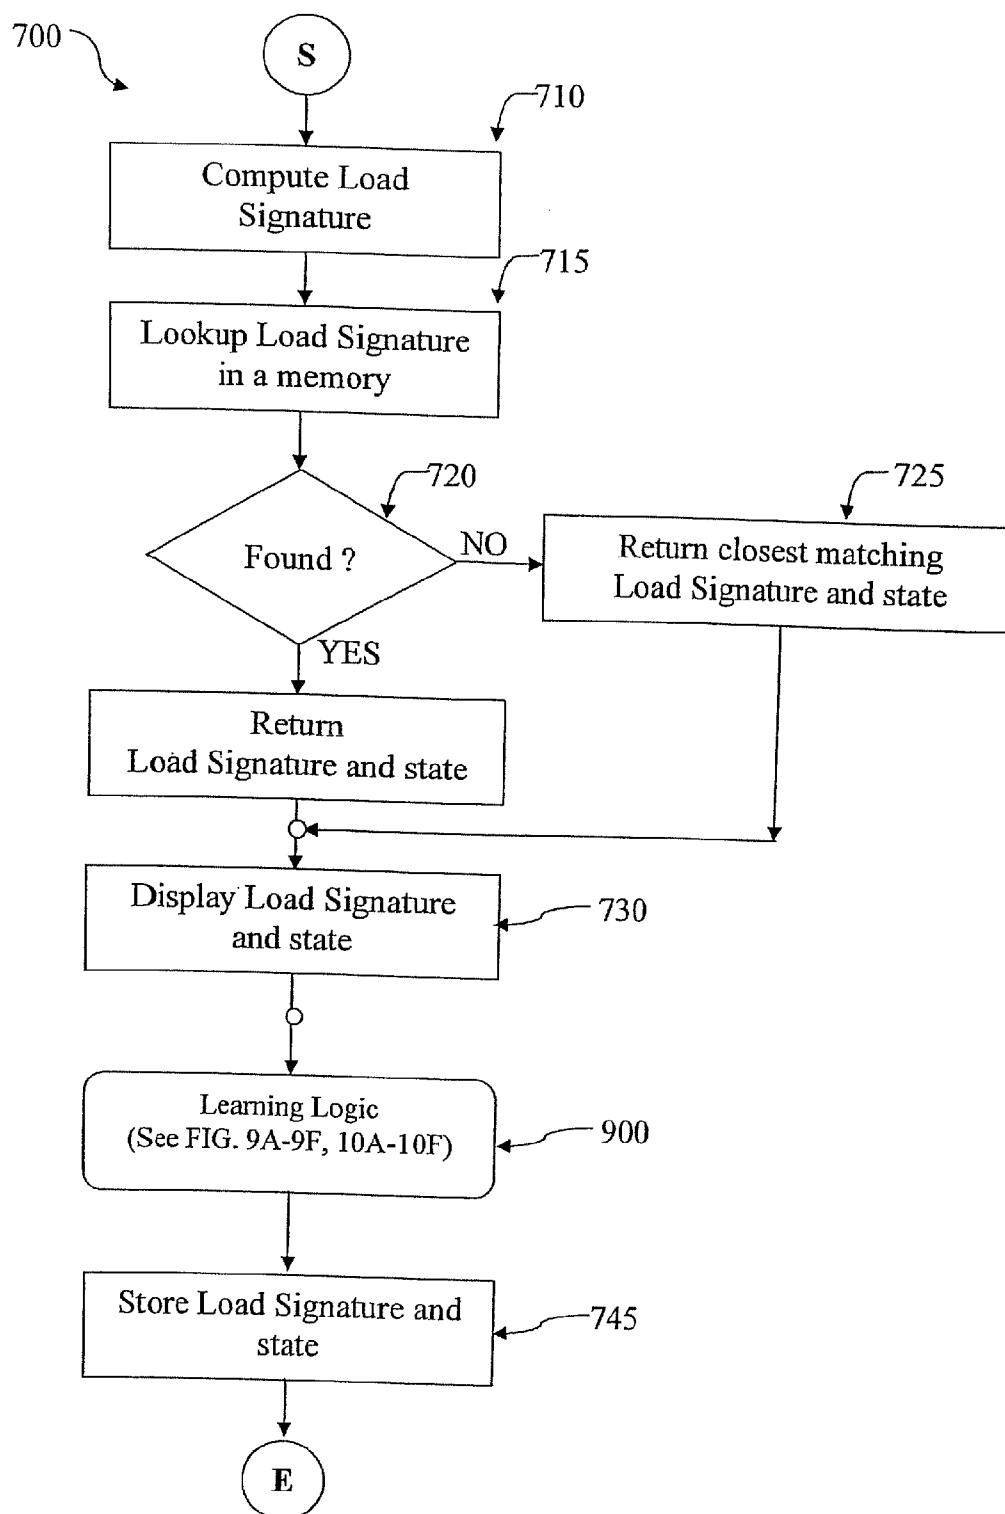 700
S
710
Compute Load
Signature
715
Lookup Load Signature
in a memory
720
Found ?
NO
725
Return closest matching
Load Signature and state
YES
Return
Load Signature and state
Display Load Signature
and state
730
Learning Logic
(See FIG. 9A-9F, 10A-10F)
900
Store Load Signature and
state
745
E